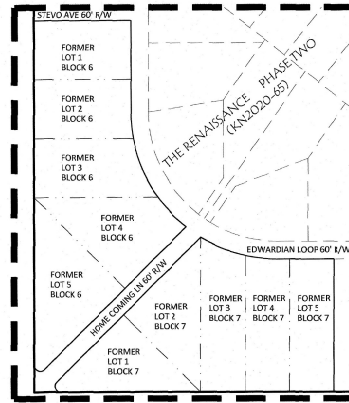 STEVO AVE 60' R/W
FORMER
LOT 1
BLOCK 6
FORMER
LOT 2
BLOCK 6
FORMER
LOT 3
BLOCK 6
THE RENAISSANCE PHASE TWO
(KN2020-65)
FORMER
LOT 4
BLOCK 6
EDWARDIAN LOOP 60' R/W
FORMER
LOT 5
BLOCK 6
HOME COMING LN 60' R/W
FORMER
LOT 2
BLOCK 7
FORMER
LOT 3
BLOCK 7
FORMER
LOT 4
BLOCK 7
FORMER
LOT 5
BLOCK 7
FORMER
LOT 1
BLOCK 7